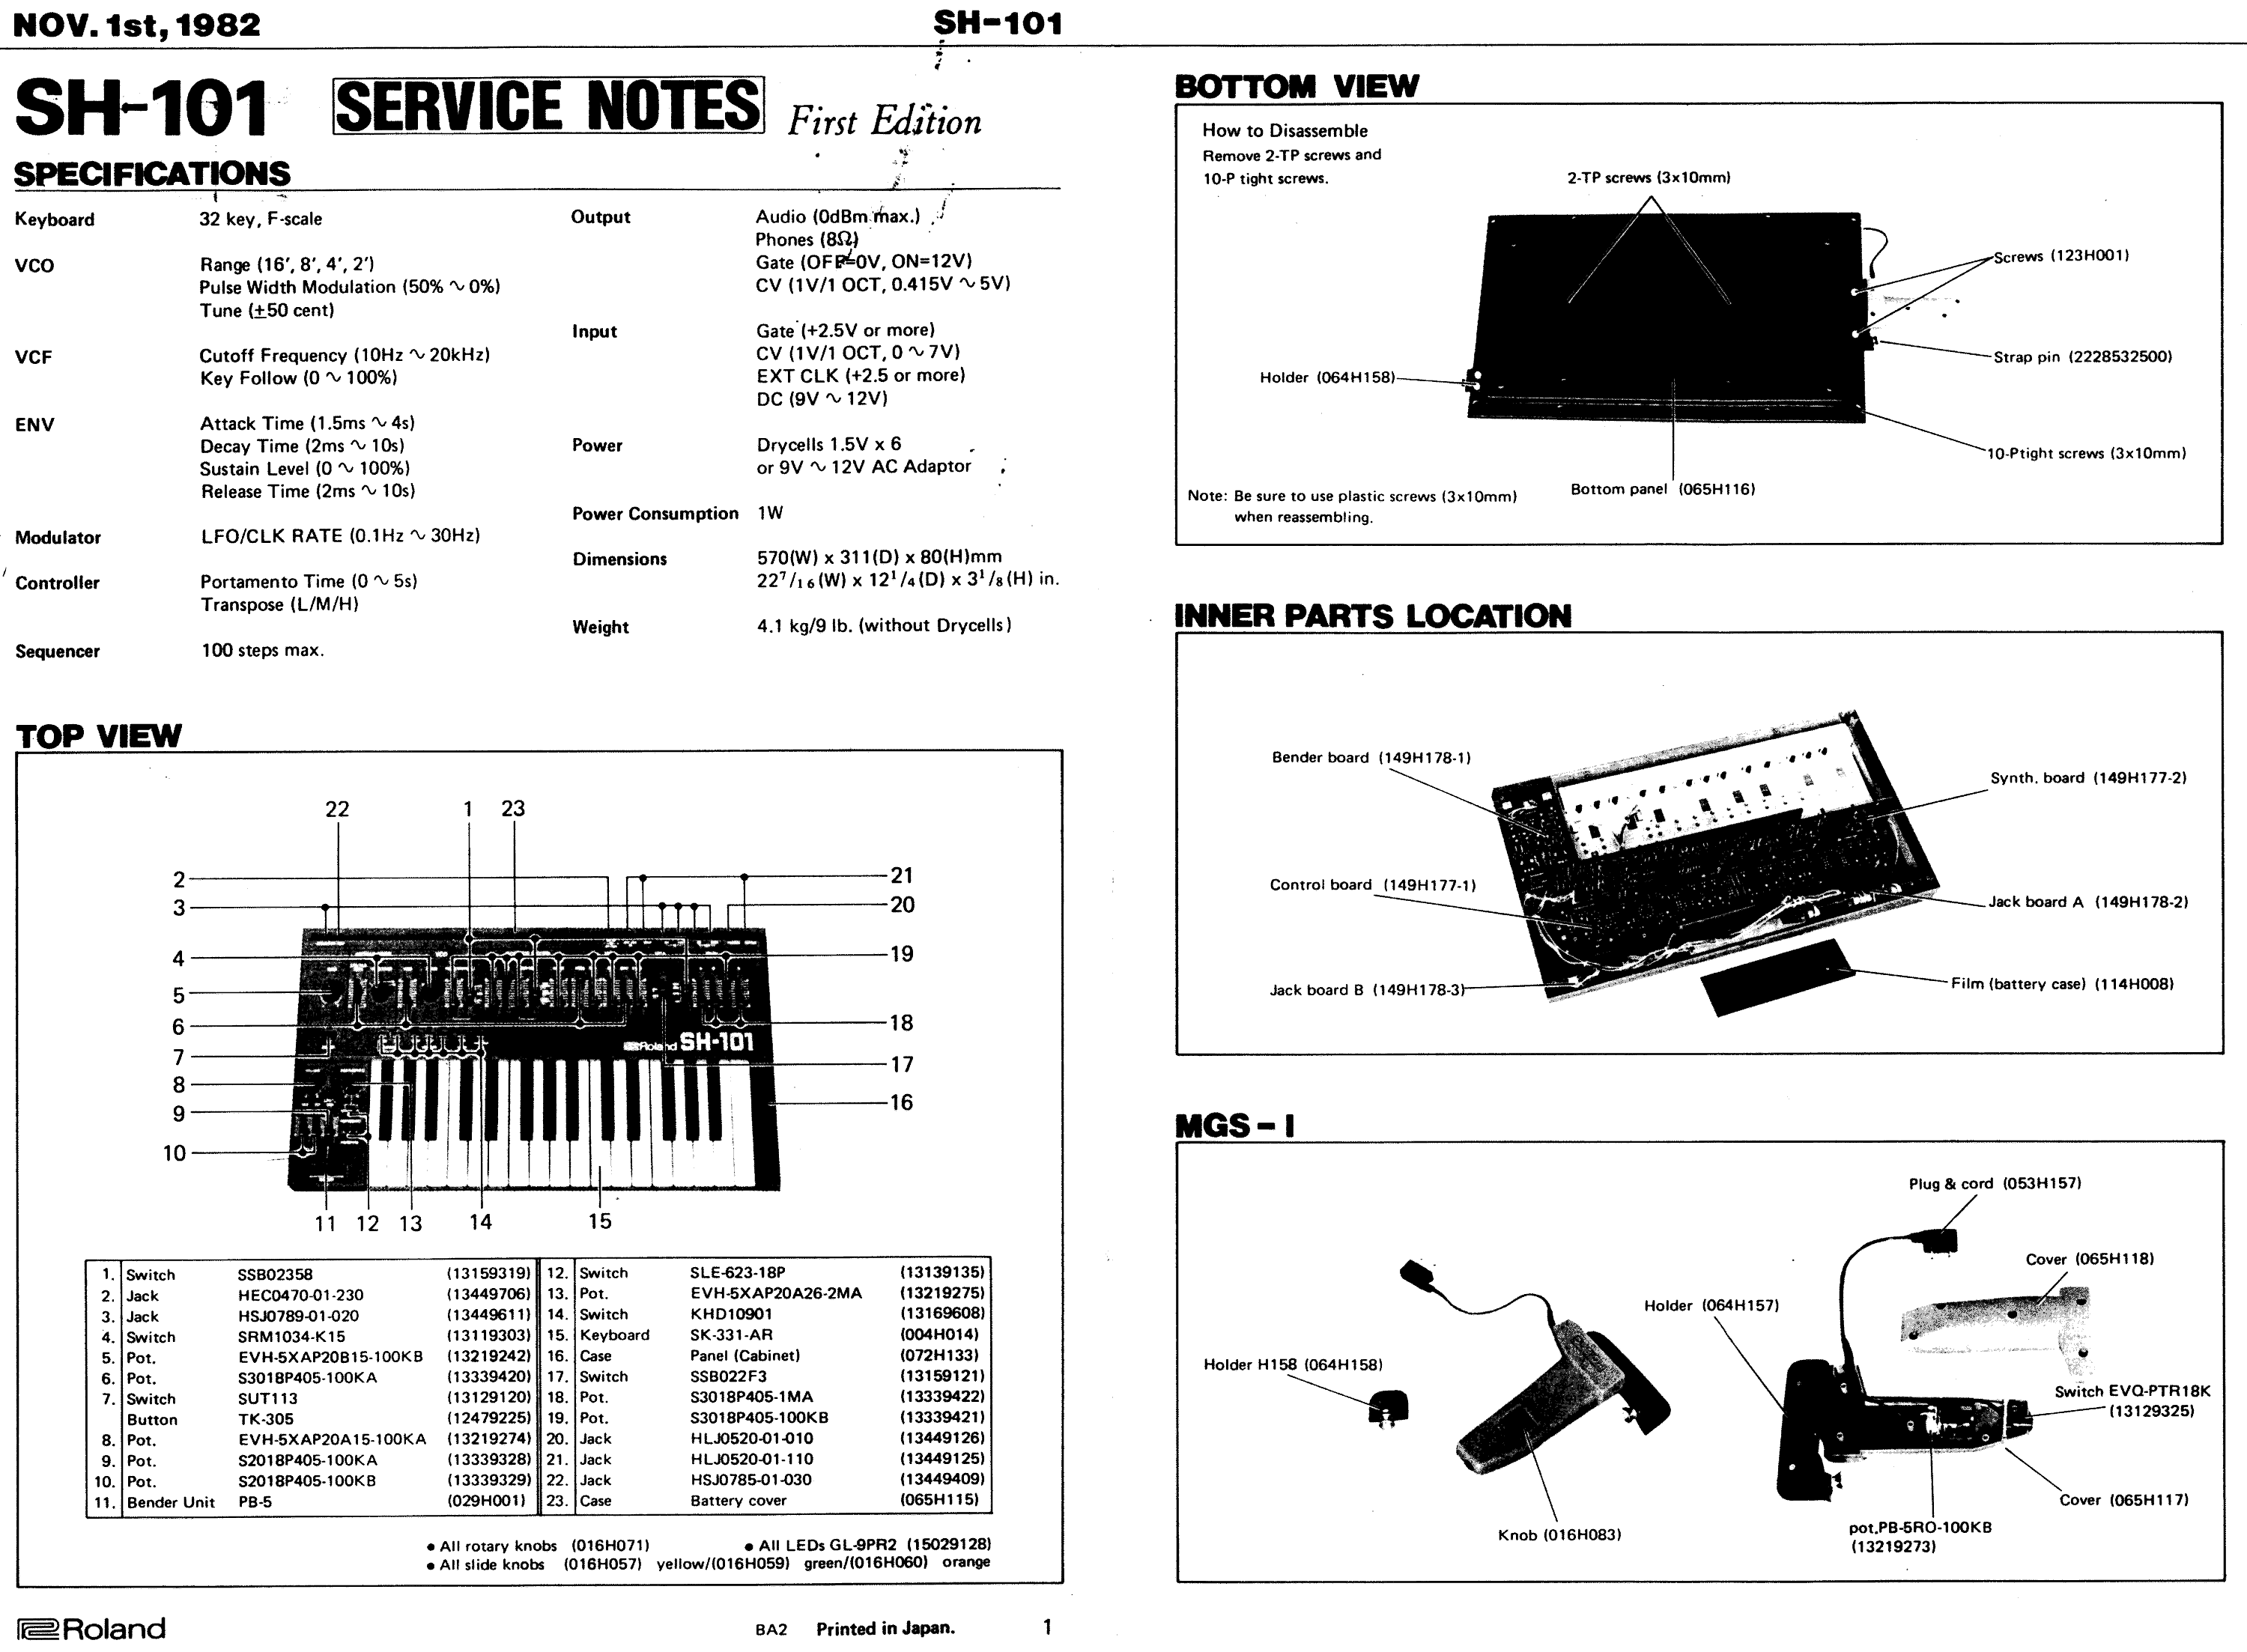 NOV. 1st, 1982
SH-101
SH-101 SERVICE NOTES First Edition
SPECIFICATIONS
Keyboard 32 key, F-scale
VCO Range (16′, 8′, 4′, 2′)
Pulse Width Modulation (50% ∿ 0%)
Tune (±50 cent)
VCF Cutoff Frequency (10Hz ∿ 20kHz)
Key Follow (0 ∿ 100%)
ENV Attack Time (1.5ms ∿ 4s)
Decay Time (2ms ∿ 10s)
Sustain Level (0 ∿ 100%)
Release Time (2ms ∿ 10s)
Modulator LFO/CLK RATE (0.1Hz ∿ 30Hz)
Controller Portamento Time (0 ∿ 5s)
Transpose (L/M/H)
Sequencer 100 steps max.
Output Audio (0dBm max.)
Phones (8Ω)
Gate (OFF=0V, ON=12V)
CV (1V/1 OCT, 0.415V ∿ 5V)
Input Gate (+2.5V or more)
CV (1V/1 OCT, 0 ∿ 7V)
EXT CLK (+2.5 or more)
DC (9V ∿ 12V)
Power Drycells 1.5V x 6
or 9V ∿ 12V AC Adaptor
Power Consumption 1W
Dimensions 570(W) x 311(D) x 80(H)mm
22 7/16 (W) x 12 1/4 (D) x 3 1/8 (H) in.
Weight 4.1 kg/9 lb. (without Drycells)
TOP VIEW
22 1 23
2
3
4
5
6
7
8
9
10
21
20
19
18
17
16
11 12 13 14 15
Roland SH-101
1. Switch SSB02358 (13159319)
2. Jack HEC0470-01-230 (13449706)
3. Jack HSJ0789-01-020 (13449611)
4. Switch SRM1034-K15 (13119303)
5. Pot. EVH-5XAP20B15-100KB (13219242)
6. Pot. S3018P405-100KA (13339420)
7. Switch SUT113 (13129120)
Button TK-305 (12479225)
8. Pot. EVH-5XAP20A15-100KA (13219274)
9. Pot. S2018P405-100KA (13339328)
10. Pot. S2018P405-100KB (13339329)
11. Bender Unit PB-5 (029H001)
12. Switch SLE-623-18P (13139135)
13. Pot. EVH-5XAP20A26-2MA (13219275)
14. Switch KHD10901 (13169608)
15. Keyboard SK-331-AR (004H014)
16. Case Panel (Cabinet) (072H133)
17. Switch SSB022F3 (13159121)
18. Pot. S3018P405-1MA (13339422)
19. Pot. S3018P405-100KB (13339421)
20. Jack HLJ0520-01-010 (13449126)
21. Jack HLJ0520-01-110 (13449125)
22. Jack HSJ0785-01-030 (13449409)
23. Case Battery cover (065H115)
● All rotary knobs (016H071) ● All LEDs GL-9PR2 (15029128)
● All slide knobs (016H057) yellow/(016H059) green/(016H060) orange
Roland
BA2 Printed in Japan. 1
BOTTOM VIEW
How to Disassemble
Remove 2-TP screws and
10-P tight screws.
2-TP screws (3x10mm)
Screws (123H001)
Strap pin (2228532500)
Holder (064H158)
10-Ptight screws (3x10mm)
Bottom panel (065H116)
Note: Be sure to use plastic screws (3x10mm)
when reassembling.
INNER PARTS LOCATION
Bender board (149H178-1)
Synth. board (149H177-2)
Control board (149H177-1)
Jack board A (149H178-2)
Film (battery case) (114H008)
Jack board B (149H178-3)
MGS – I
Plug & cord (053H157)
Cover (065H118)
Holder (064H157)
Holder H158 (064H158)
Switch EVQ-PTR18K
(13129325)
Cover (065H117)
Knob (016H083)
pot.PB-5RO-100KB
(13219273)